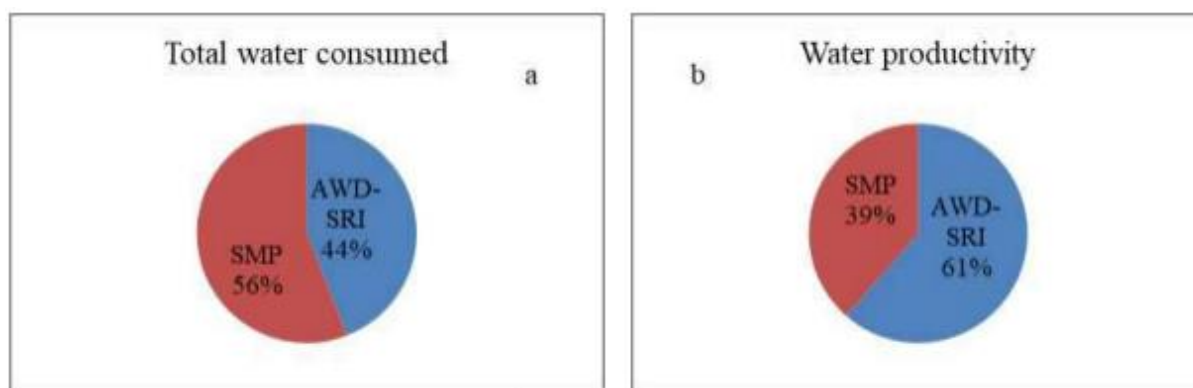 Total water consumed
a
AWD-
SRI
44%
SMP
56%
Water productivity
b
SMP
39%
AWD-
SRI
61%